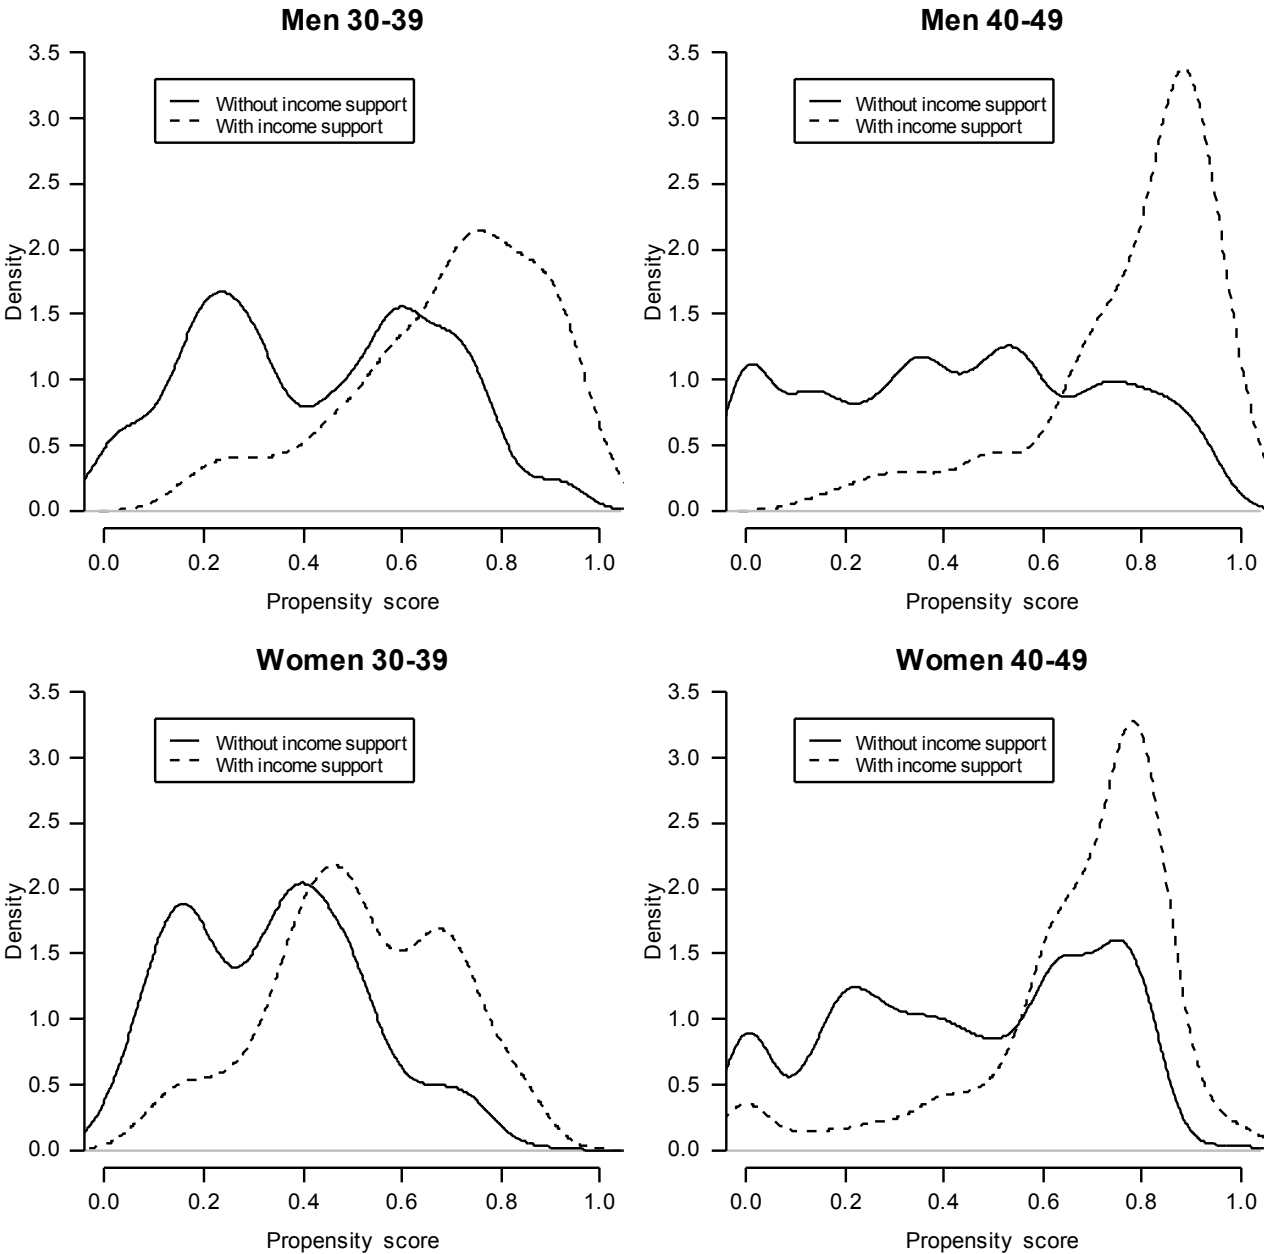 Men 30-39
Density
3.5
3.0
2.5
2.0
1.5
1.0
0.5
0.0
Without income support
With income support
0.0 0.2 0.4 0.6 0.8 1.0
Propensity score
Men 40-49
Density
3.5
3.0
2.5
2.0
1.5
1.0
0.5
0.0
Without income support
With income support
0.0 0.2 0.4 0.6 0.8 1.0
Propensity score
Women 30-39
Density
3.5
3.0
2.5
2.0
1.5
1.0
0.5
0.0
Without income support
With income support
0.0 0.2 0.4 0.6 0.8 1.0
Propensity score
Women 40-49
Density
3.5
3.0
2.5
2.0
1.5
1.0
0.5
0.0
Without income support
With income support
0.0 0.2 0.4 0.6 0.8 1.0
Propensity score